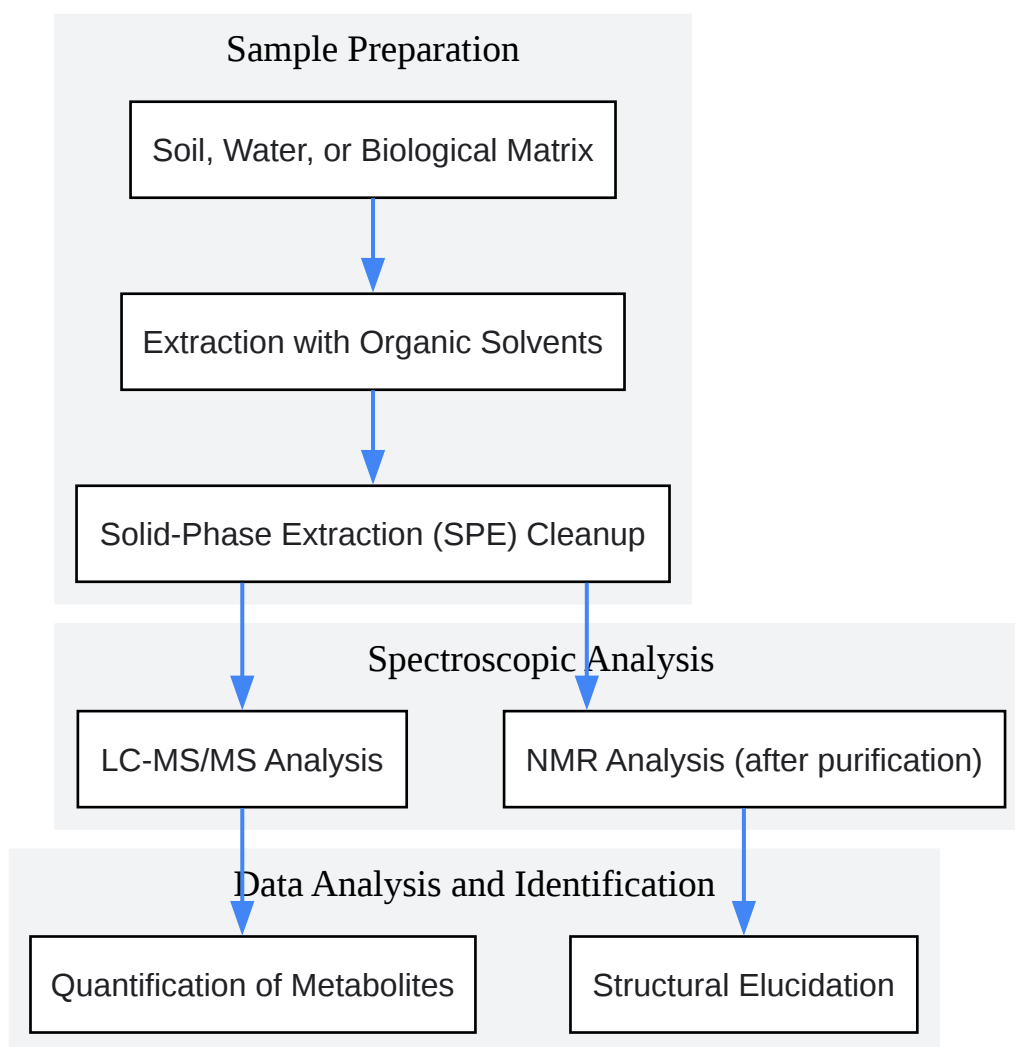 Sample Preparation
Soil, Water, or Biological Matrix
Extraction with Organic Solvents
Solid-Phase Extraction (SPE) Cleanup
Spectroscopic Analysis
LC-MS/MS Analysis
NMR Analysis (after purification)
Data Analysis and Identification
Quantification of Metabolites
Structural Elucidation